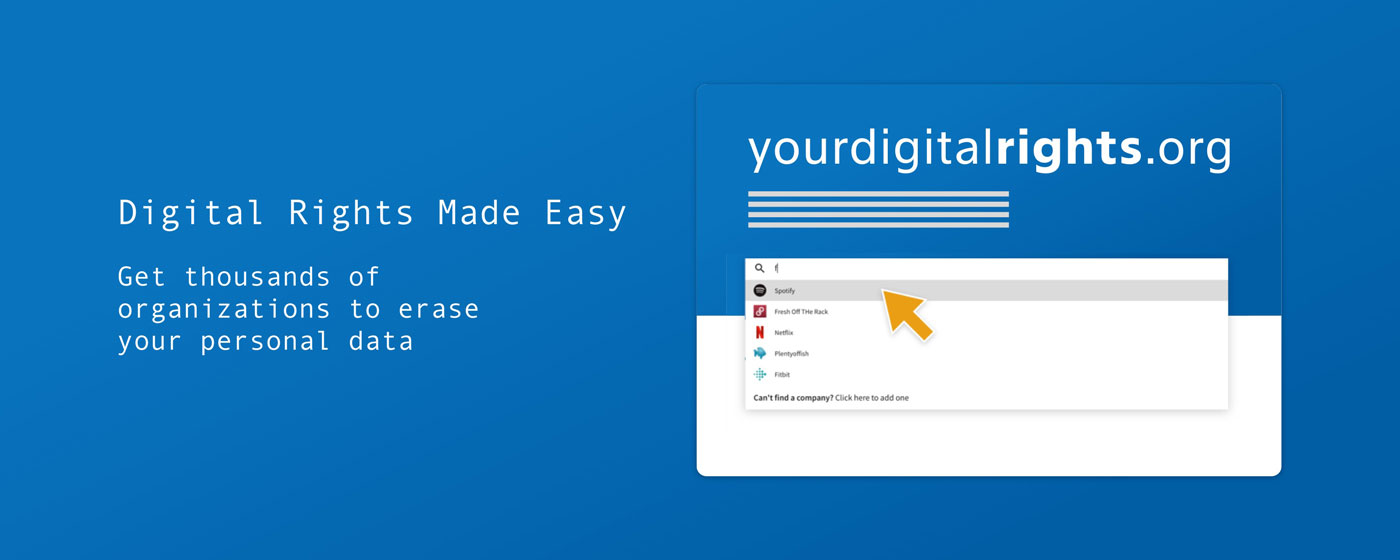 Digital Rights Made Easy
Get thousands of
organizations to erase
your personal data
yourdigitalrights.org
f
Spotify
Fresh Off THe Rack
Netflix
Plentyoffish
Fitbit
Can't find a company? Click here to add one